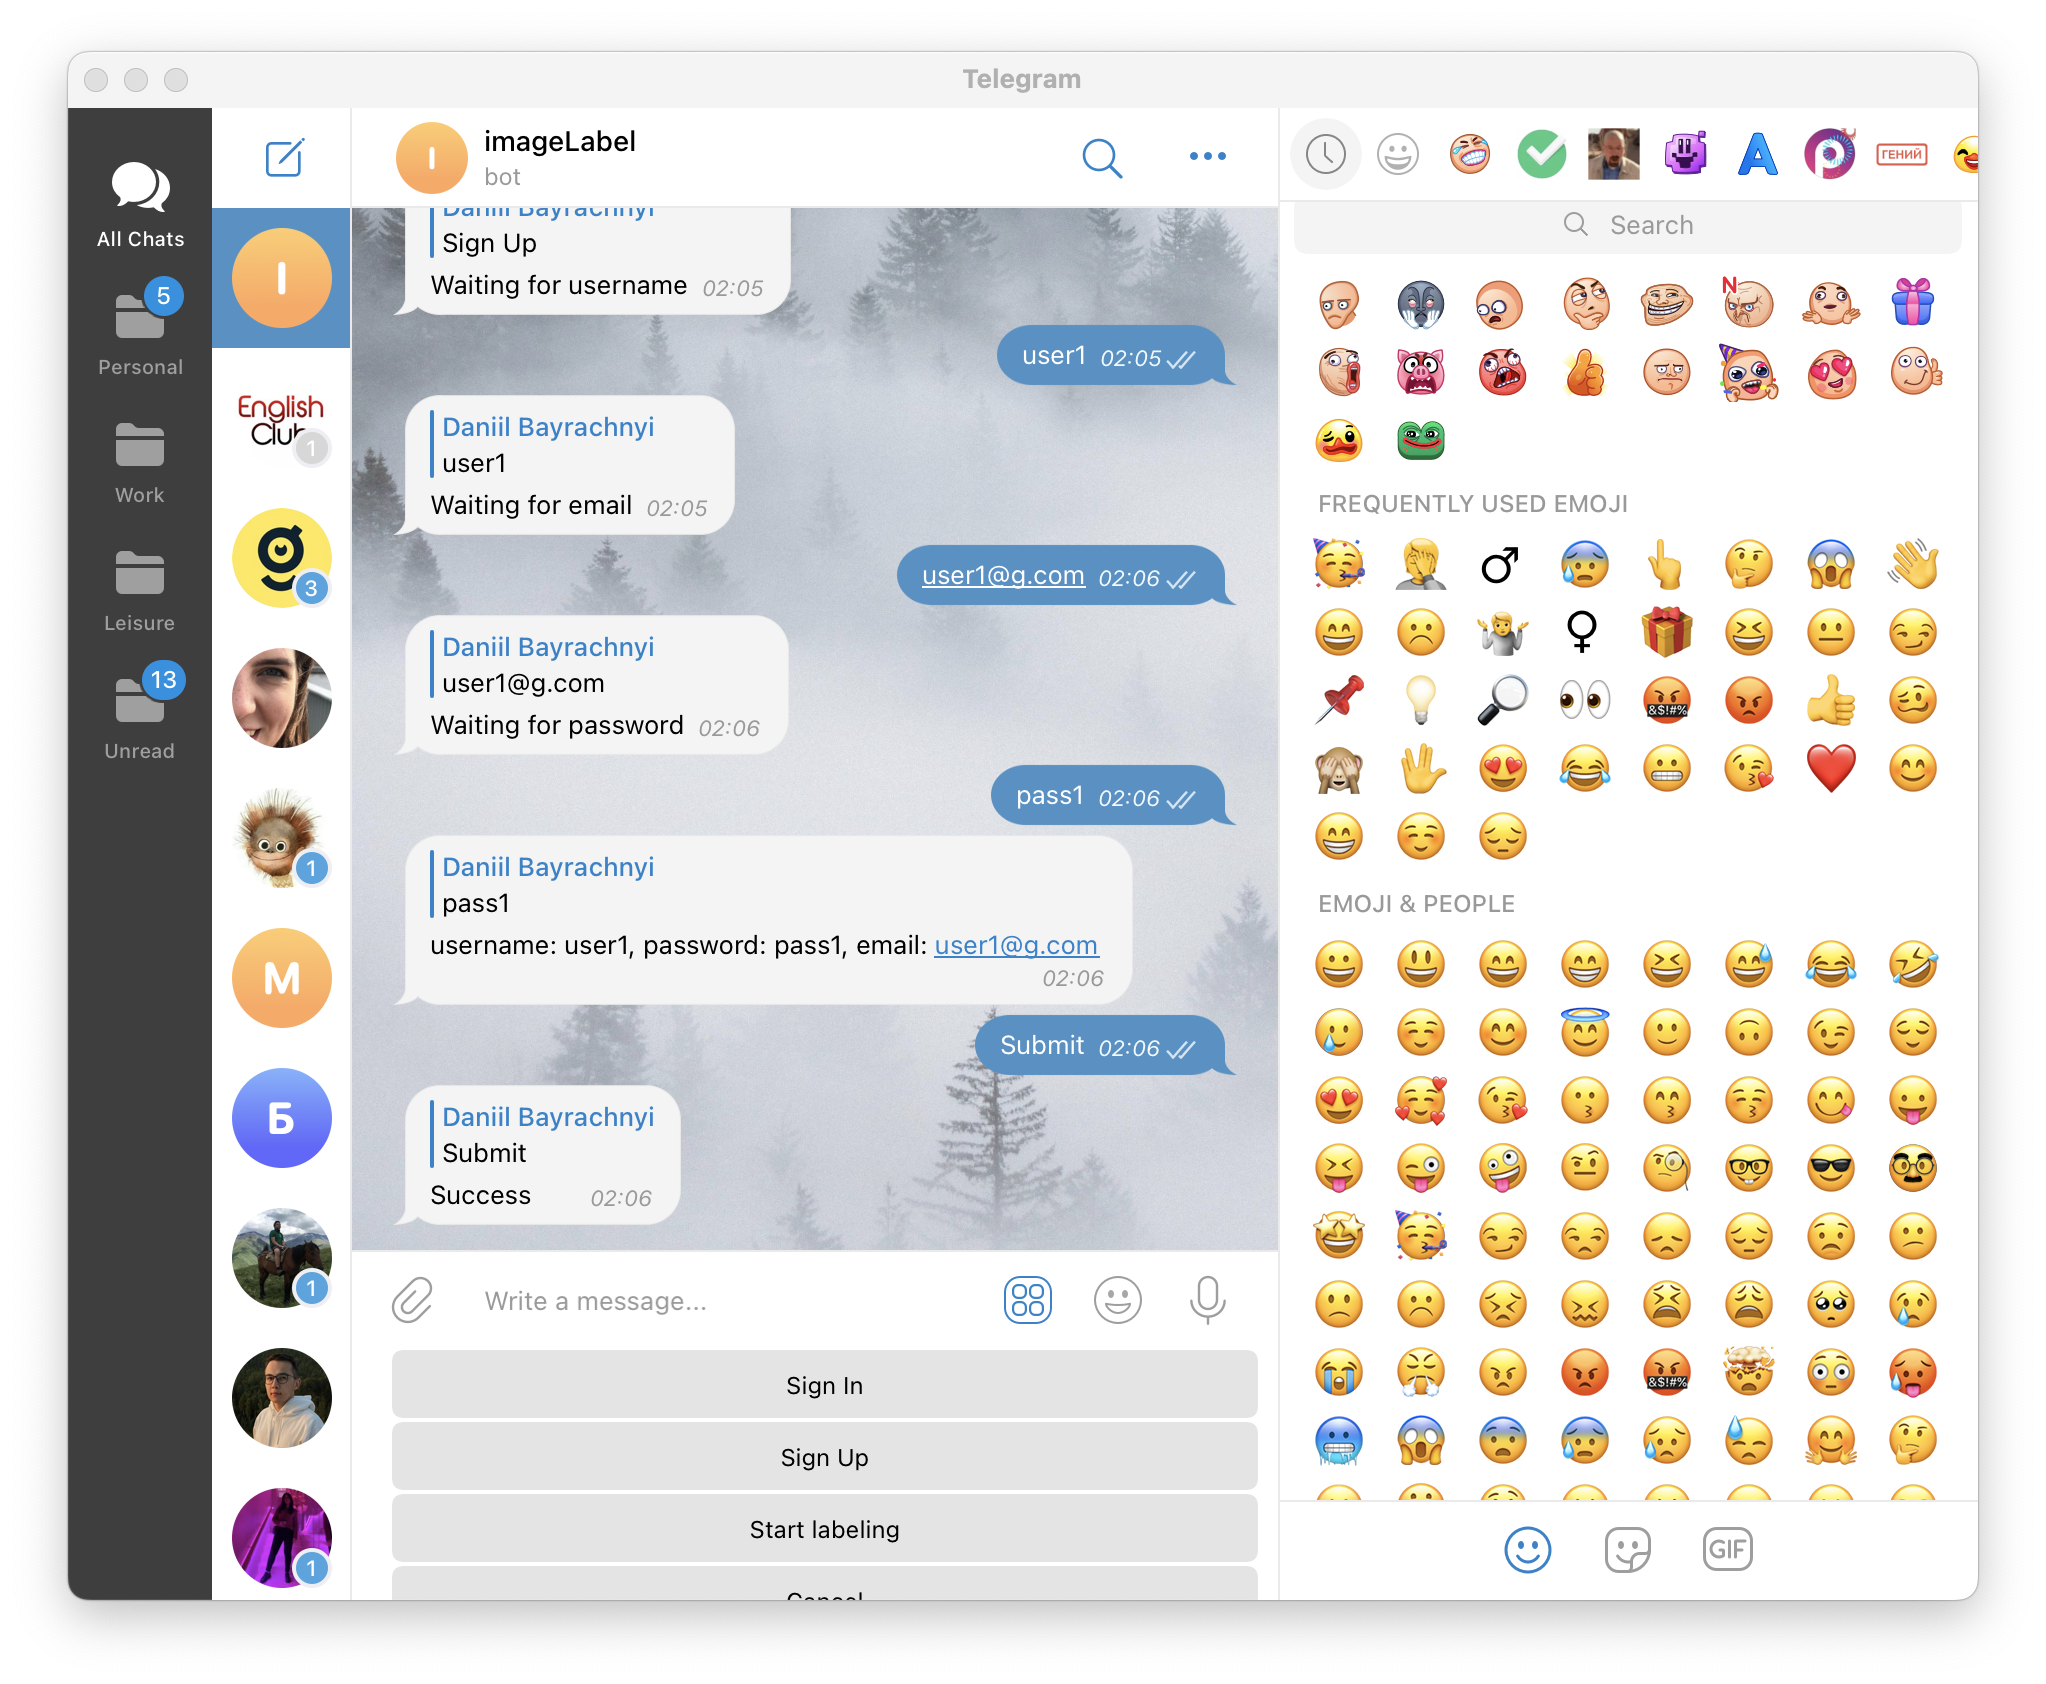 Telegram
All Chats
5
Personal
Work
Leisure
13
Unread
I
English
Club
1
3
1
М
Б
1
1
I
imageLabel
bot
Daniil Bayrachnyi
Sign Up
Waiting for username 02:05
user1 02:05
Daniil Bayrachnyi
user1
Waiting for email 02:05
user1@g.com 02:06
Daniil Bayrachnyi
user1@g.com
Waiting for password 02:06
pass1 02:06
Daniil Bayrachnyi
pass1
username: user1, password: pass1, email: user1@g.com
02:06
Submit 02:06
Daniil Bayrachnyi
Submit
Success 02:06
Write a message...
Sign In
Sign Up
Start labeling
Cancel
ГЕНИЙ
Search
N
FREQUENTLY USED EMOJI
&$!#%
EMOJI & PEOPLE
&$!#%
GIF